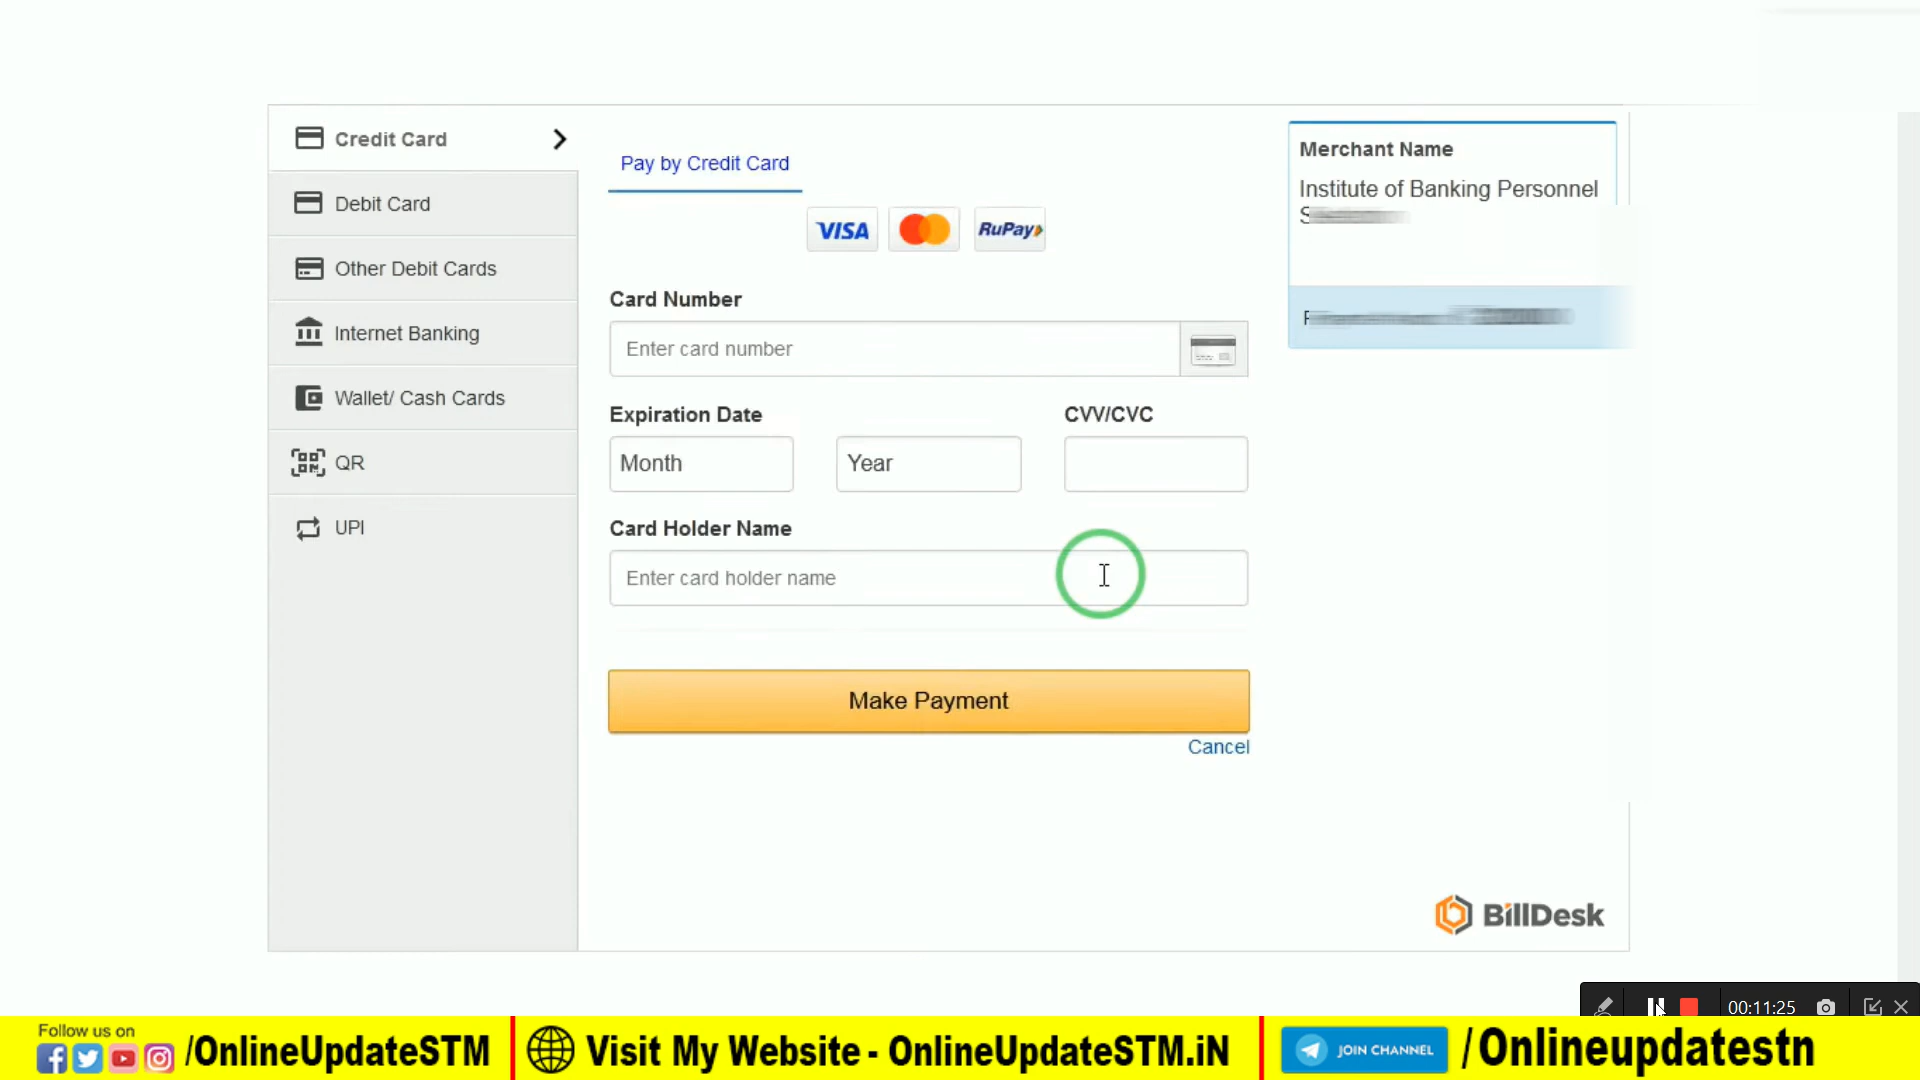 Credit Card
Debit Card
Other Debit Cards
Internet Banking
Wallet/ Cash Cards
QR
UPI
Pay by Credit Card
VISA
RuPay
Card Number
Enter card number
Expiration Date
CVV/CVC
Month
Year
Card Holder Name
Enter card holder name
Make Payment
Cancel
Merchant Name
Institute of Banking Personnel
BillDesk
00:11:25
Follow us on
/OnlineUpdateSTM
Visit My Website - OnlineUpdateSTM.iN
JOIN CHANNEL
/Onlineupdatestn